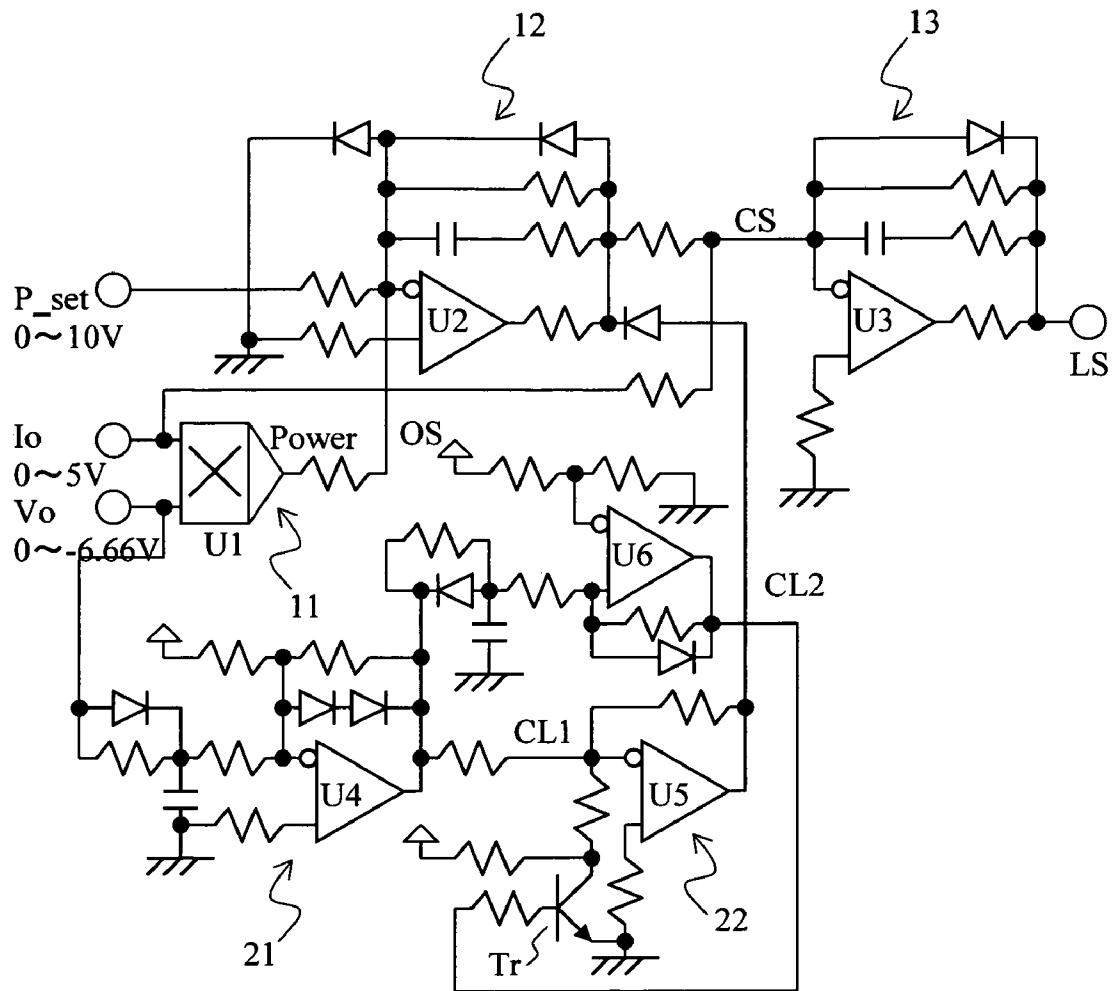 12
13
CS
P_set
0~10V
U2
U3
LS
Io
0~5V
Power
OS
Vo
0~-6.66V
U1
U6
11
CL2
CL1
U4
U5
21
Tr
22